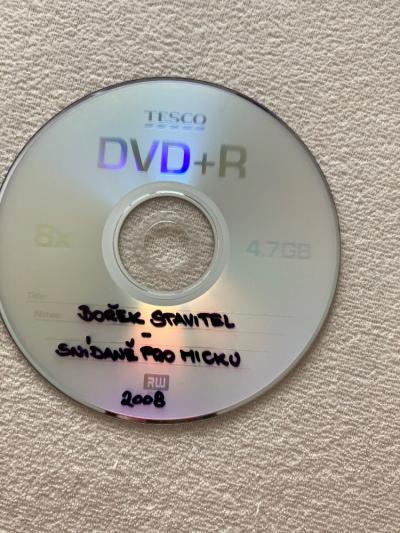 TESCO
DVD+R
8x
4.7GB
Title:
Name:
BOŘEK STAVITEL
-
SNÍDANĚ PRO MICKU
RW
2008